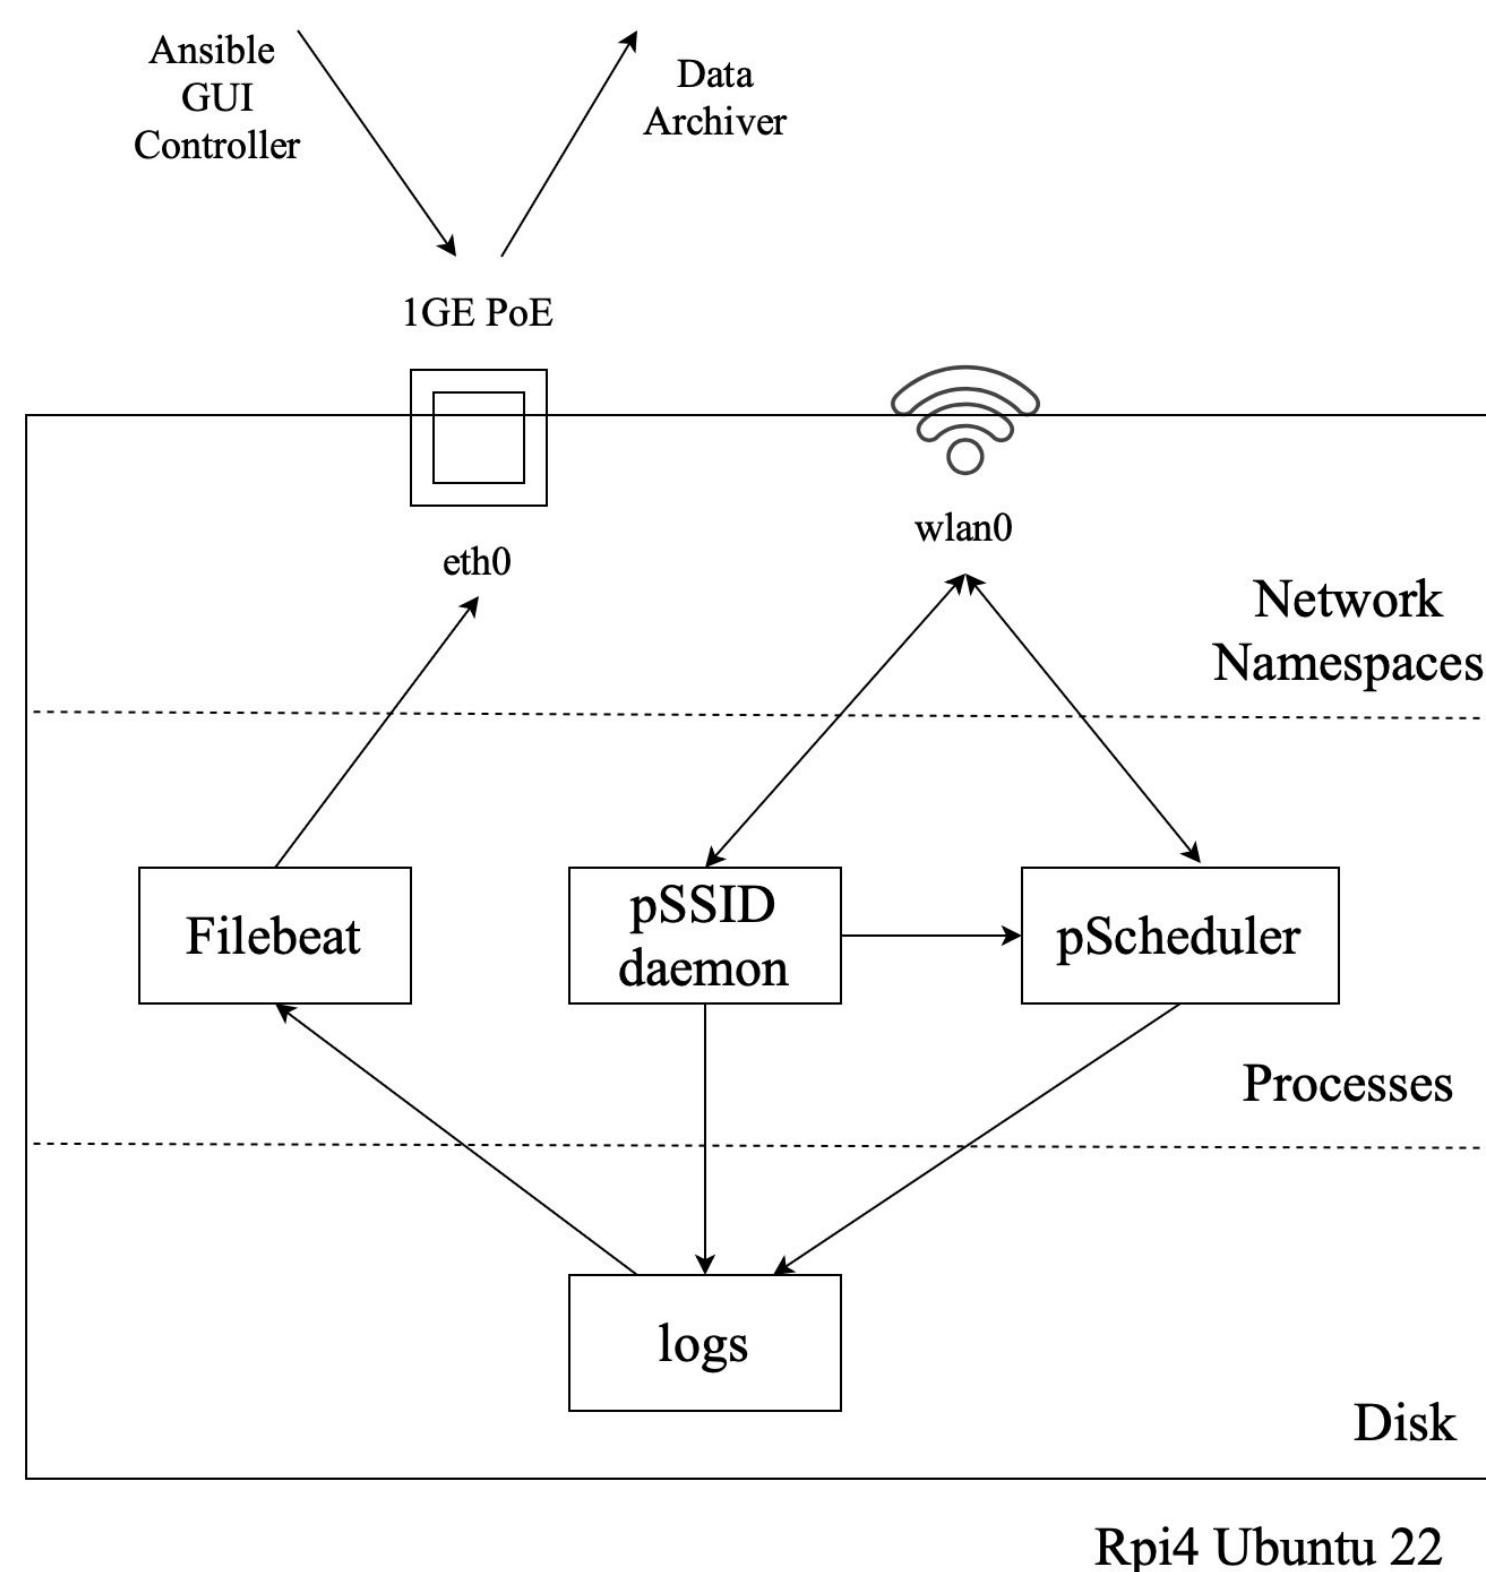 Ansible
GUI
Controller
Data
Archiver
1GE PoE
eth0
wlan0
Network
Namespaces
Filebeat
pSSID
daemon
pScheduler
Processes
logs
Disk
Rpi4 Ubuntu 22